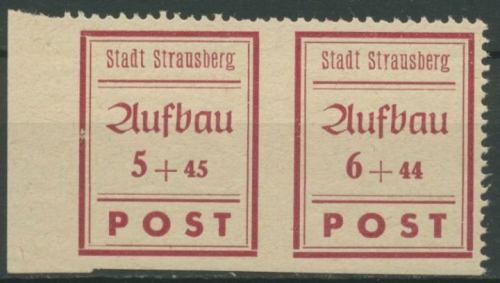 Stadt Strausberg
Aufbau
5 + 45
POST
Stadt Strausberg
Aufbau
6 + 44
POST